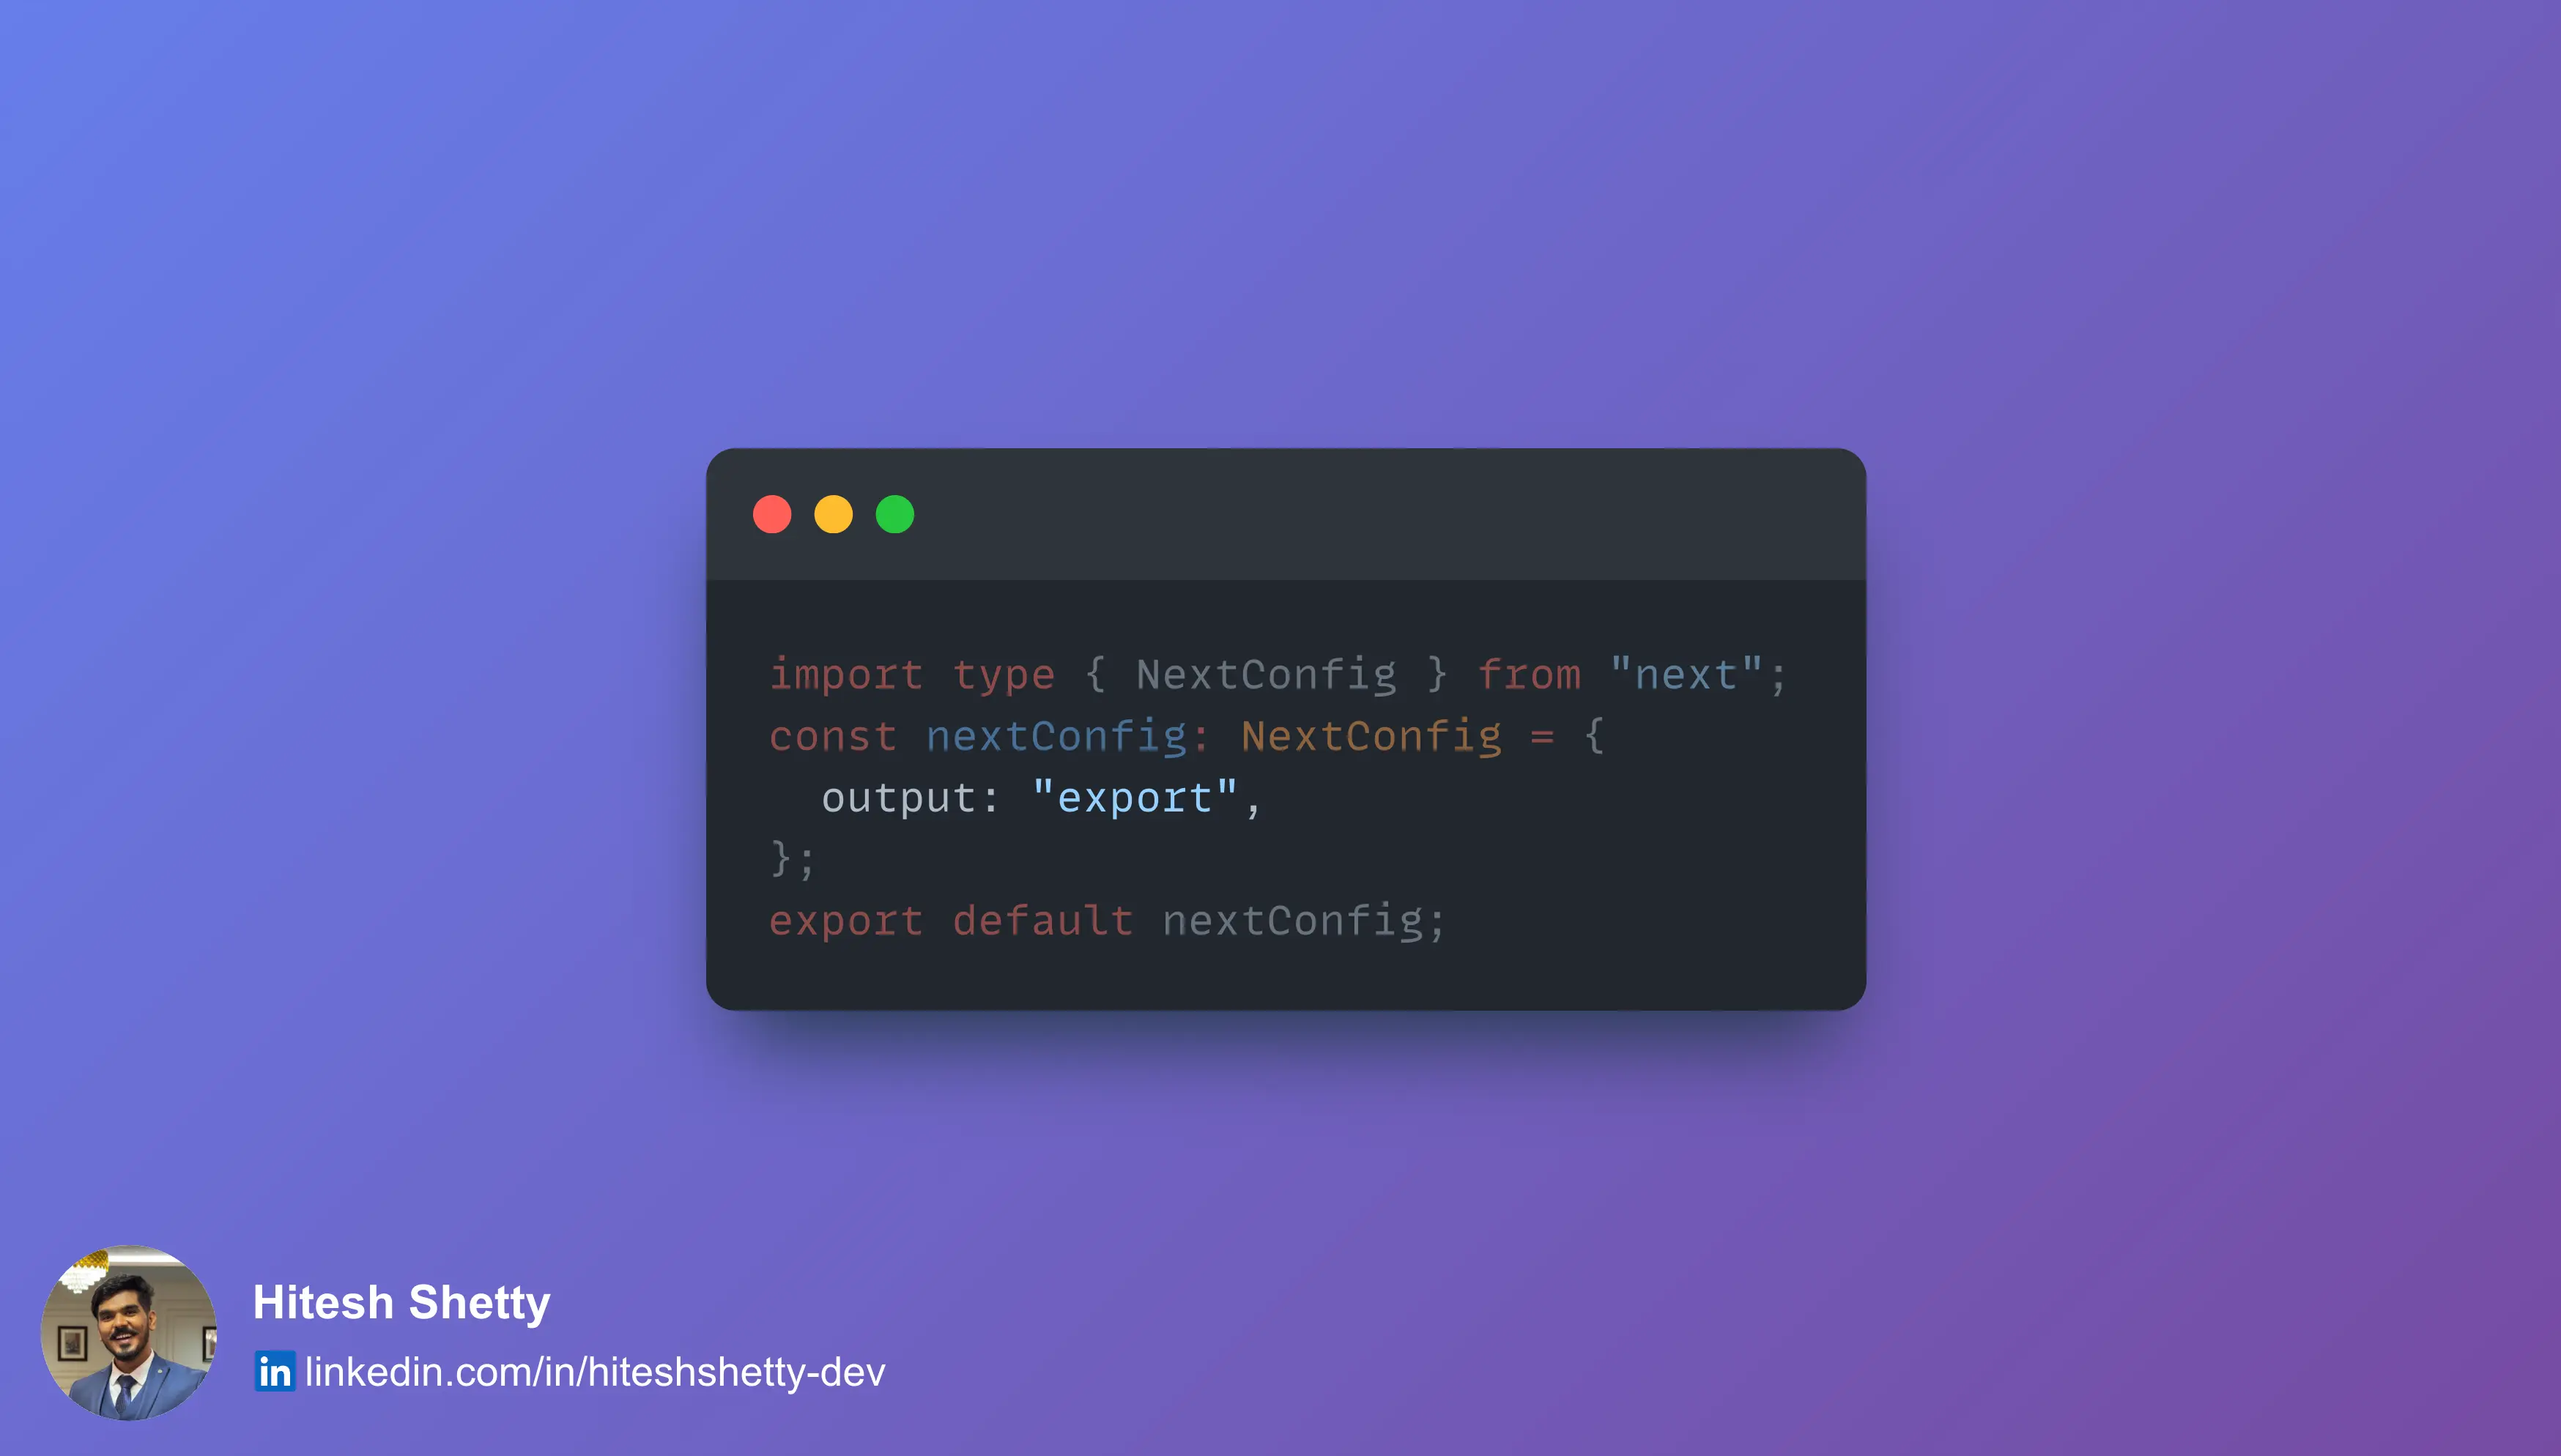 import type { NextConfig } from "next";
const nextConfig: NextConfig = {
  output: "export",
};
export default nextConfig;
Hitesh Shetty
in linkedin.com/in/hiteshshetty-dev